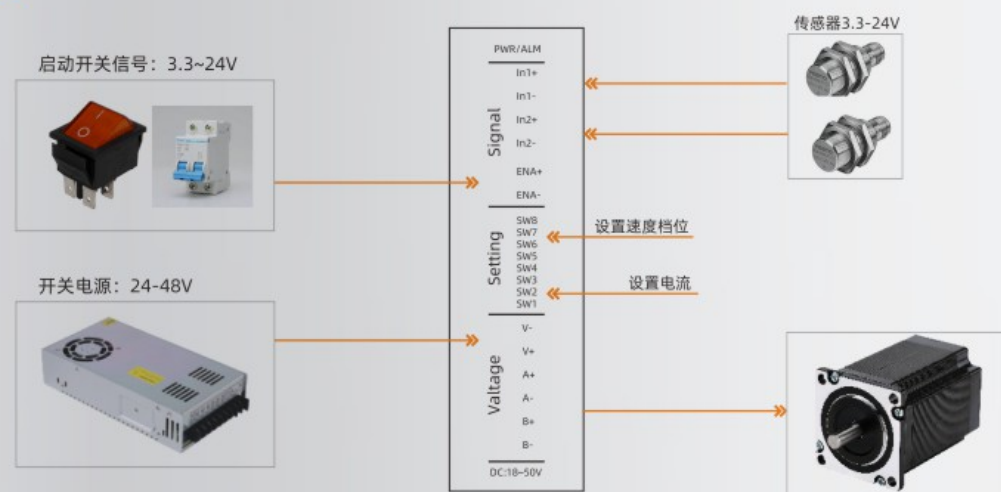 传感器3.3-24V
启动开关信号：3.3~24V
开关电源：24-48V
PWR/ALM
Signal
In1+
In1-
In2+
In2-
ENA+
ENA-
Setting
SW8
SW7
SW6
SW5
SW4
SW3
SW2
SW1
设置速度档位
设置电流
Valtage
V-
V+
A+
A-
B+
B-
DC:18~50V